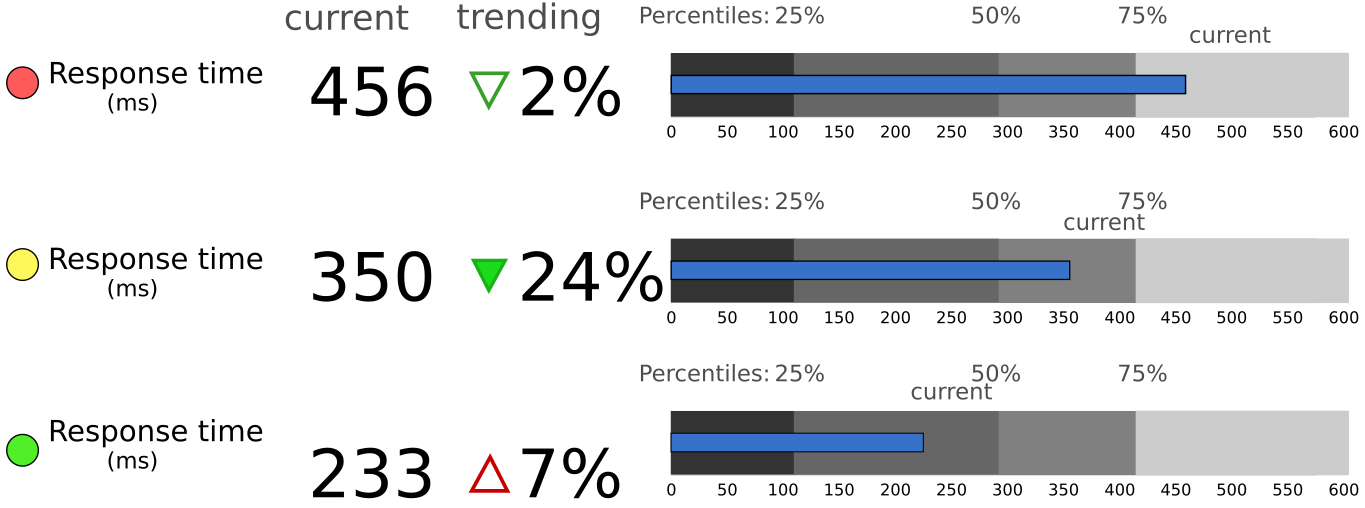 current trending Percentiles: 25% 50% 75%
current
Response time
(ms)
456 2%
0 50 100 150 200 250 300 350 400 450 500 550 600
Percentiles: 25% 50% 75%
current
Response time
(ms)
350 24%
0 50 100 150 200 250 300 350 400 450 500 550 600
Percentiles: 25% 50% 75%
current
Response time
(ms)
233 7%
0 50 100 150 200 250 300 350 400 450 500 550 600